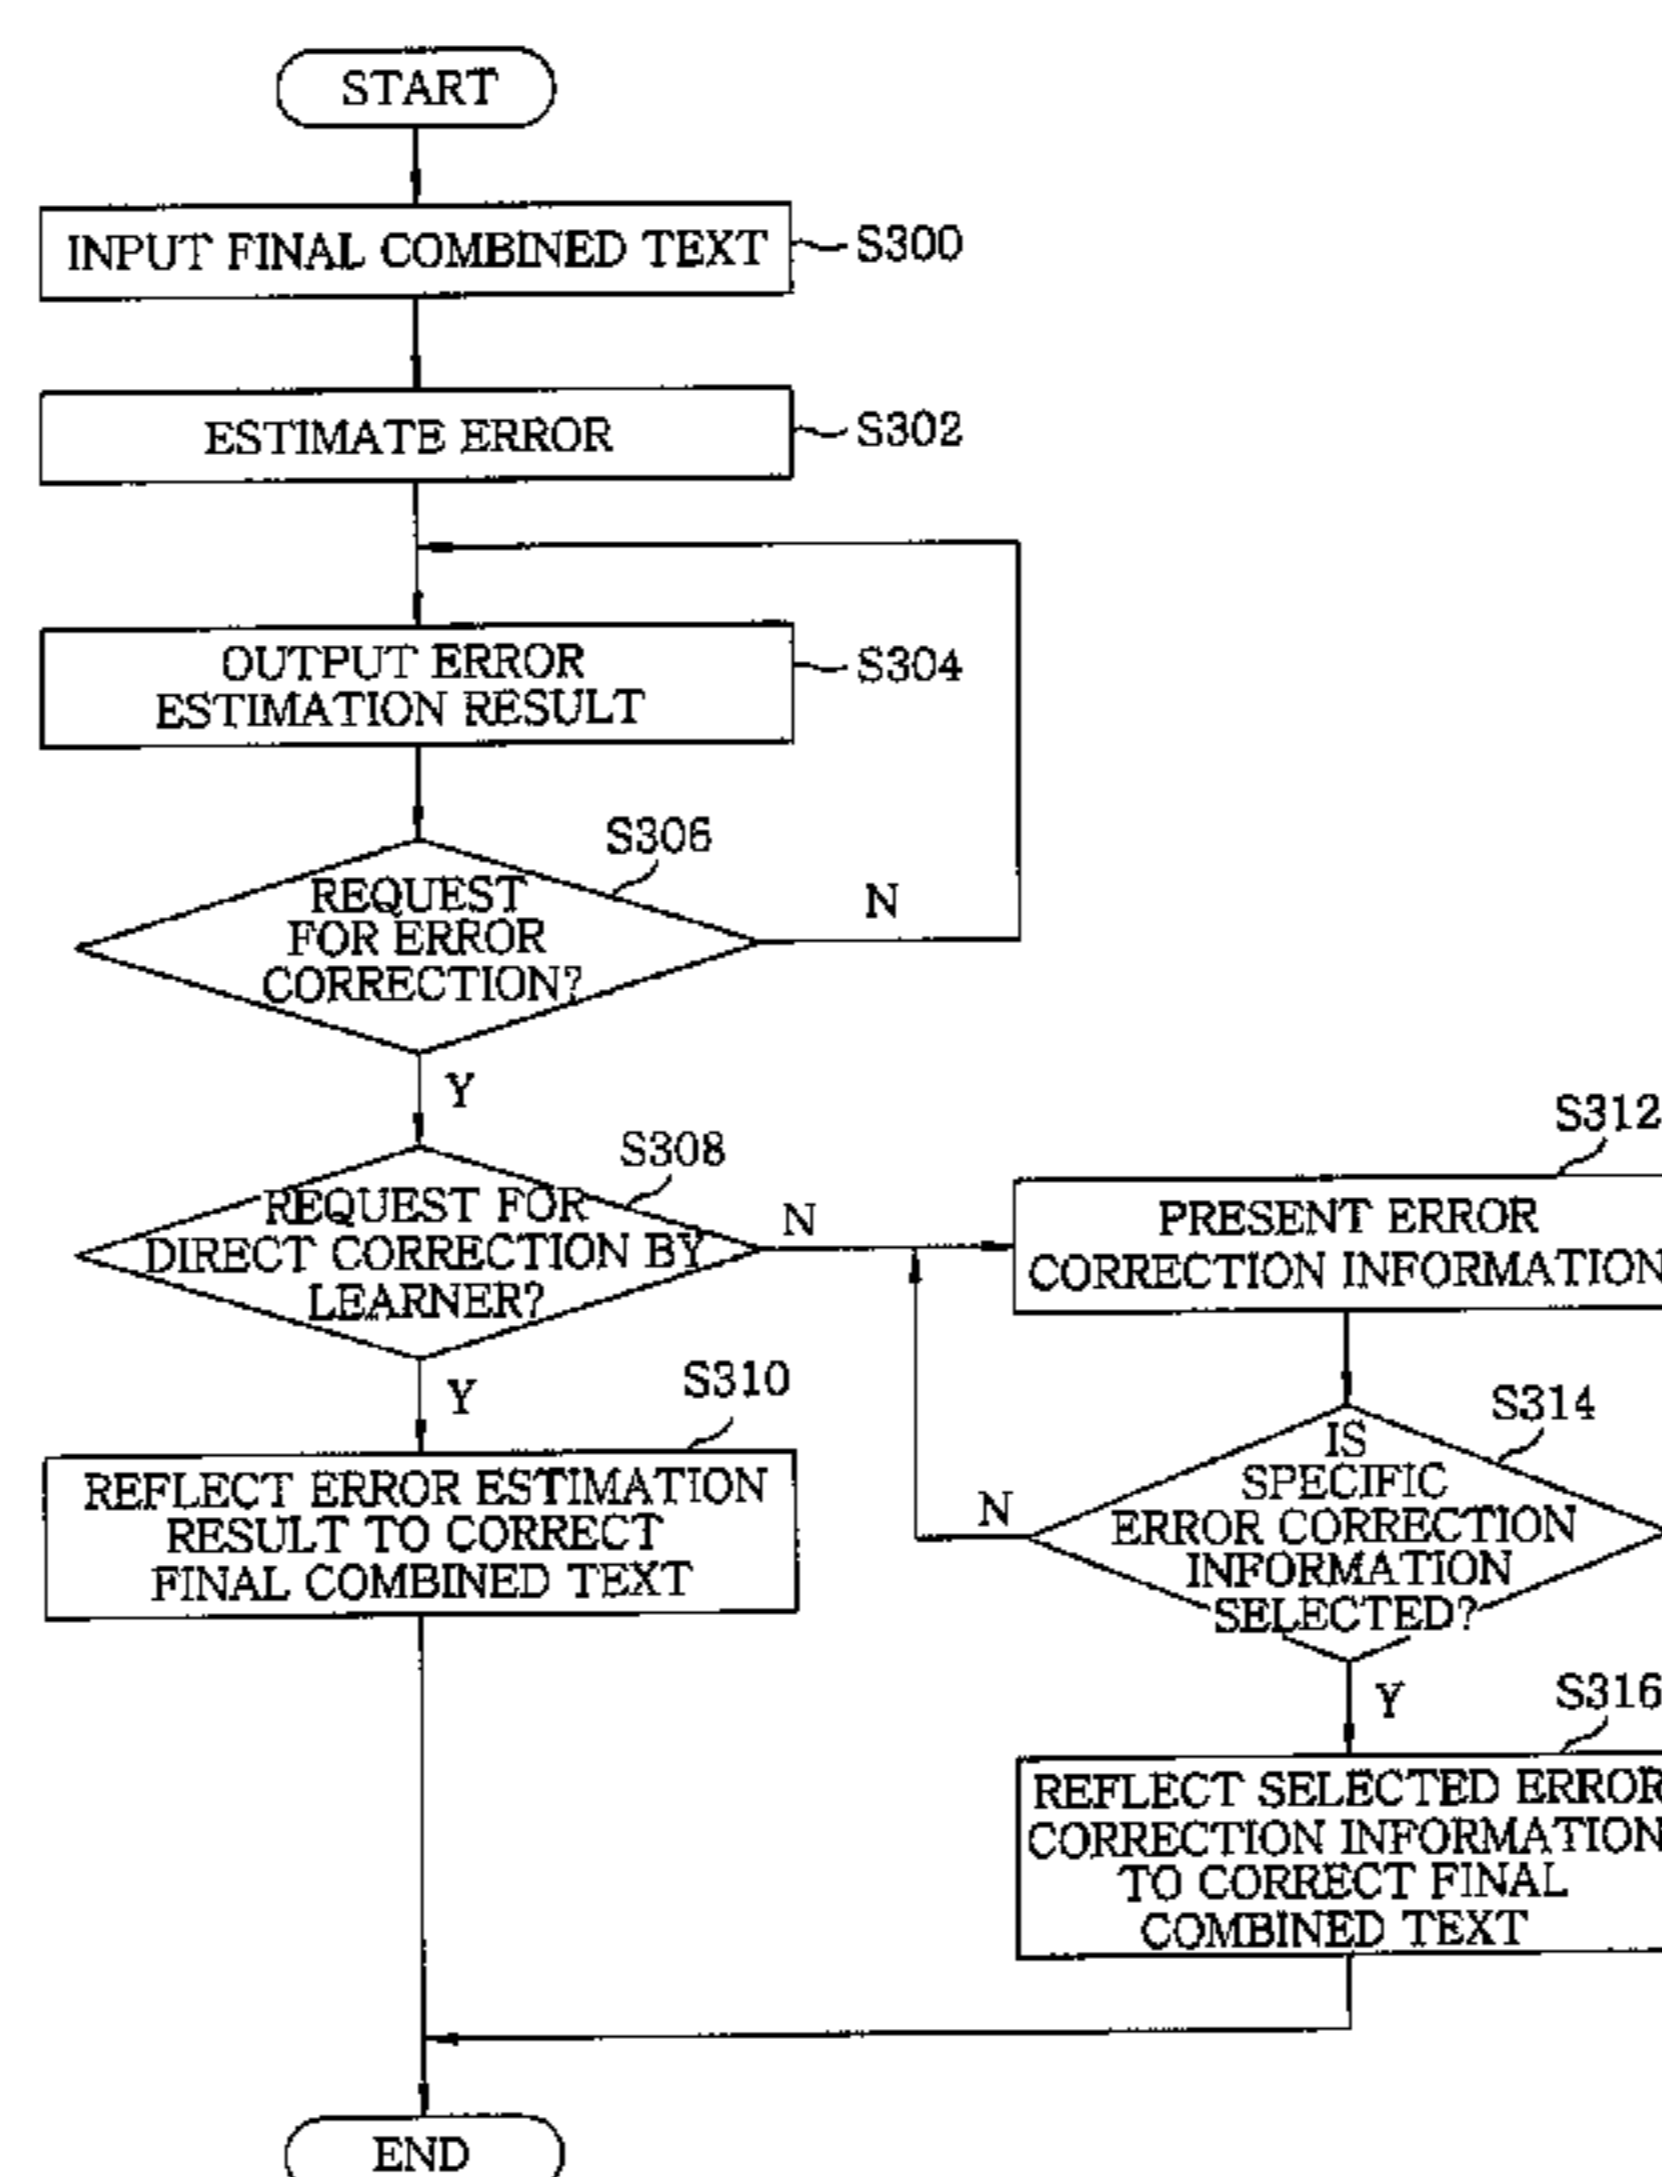 START
INPUT FINAL COMBINED TEXT
S300
ESTIMATE ERROR
S302
OUTPUT ERROR
ESTIMATION RESULT
S304
S306
REQUEST
FOR ERROR
CORRECTION?
N
Y
S308
REQUEST FOR
DIRECT CORRECTION BY
LEARNER?
N
Y
S310
REFLECT ERROR ESTIMATION
RESULT TO CORRECT
FINAL COMBINED TEXT
S312
PRESENT ERROR
CORRECTION INFORMATION
S314
IS
SPECIFIC
ERROR CORRECTION
INFORMATION
SELECTED?
N
Y
S316
REFLECT SELECTED ERROR
CORRECTION INFORMATION
TO CORRECT FINAL
COMBINED TEXT
END